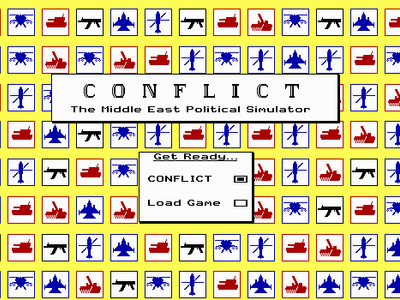 CONFLICT
The Middle East Political Simulator
Get Ready...
CONFLICT
Load Game